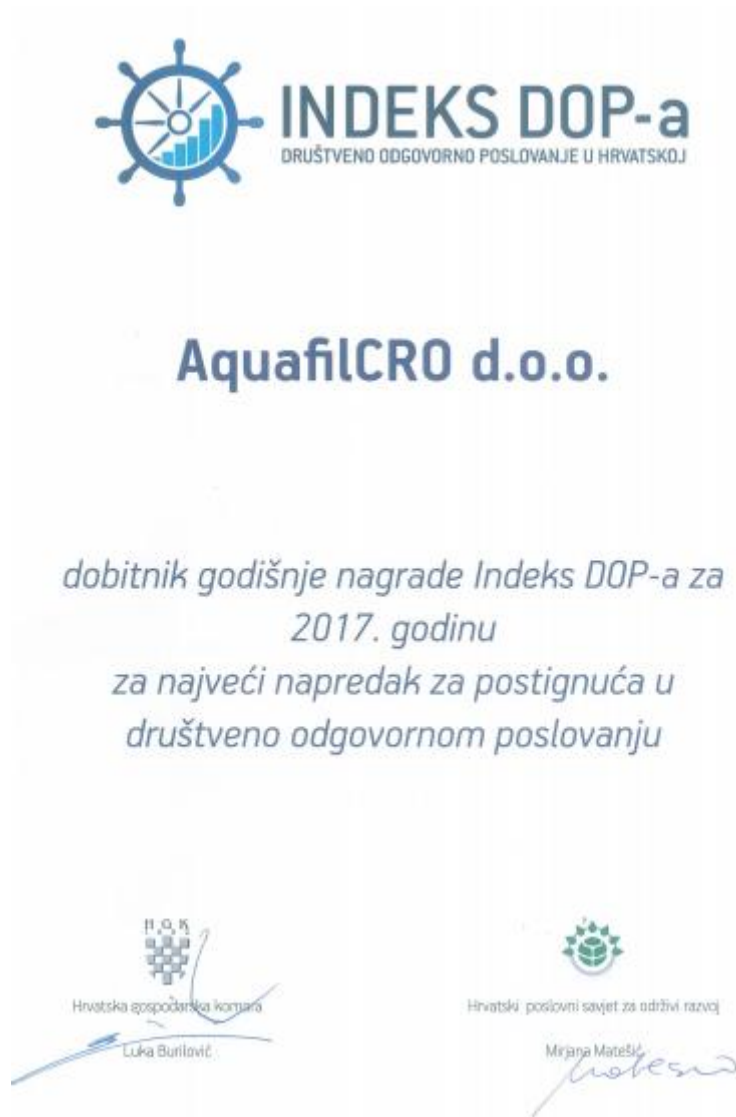 INDEKS DOP-a
DRUŠTVENO ODGOVORNO POSLOVANJE U HRVATSKOJ
AquafilCRO d.o.o.
dobitnik godišnje nagrade Indeks DOP-a za
2017. godinu
za najveći napredak za postignuća u
društveno odgovornom poslovanju
H G K
Hrvatska gospodarska komora
Hrvatski poslovni savjet za održivi razvoj
Luka Burilović
Mirjana Matešić